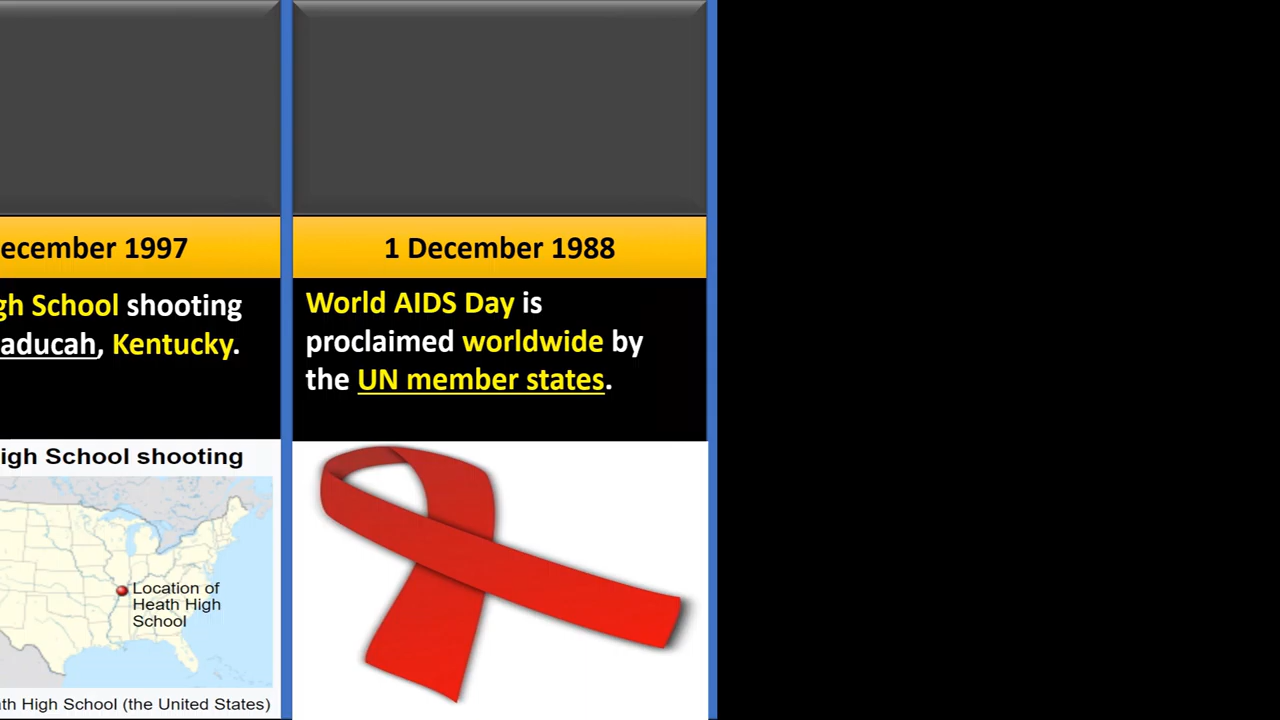 ecember 1997
gh School shooting
aducah, Kentucky.
igh School shooting
Location of
Heath High
School
th High School (the United States)
1 December 1988
World AIDS Day is
proclaimed worldwide by
the UN member states.